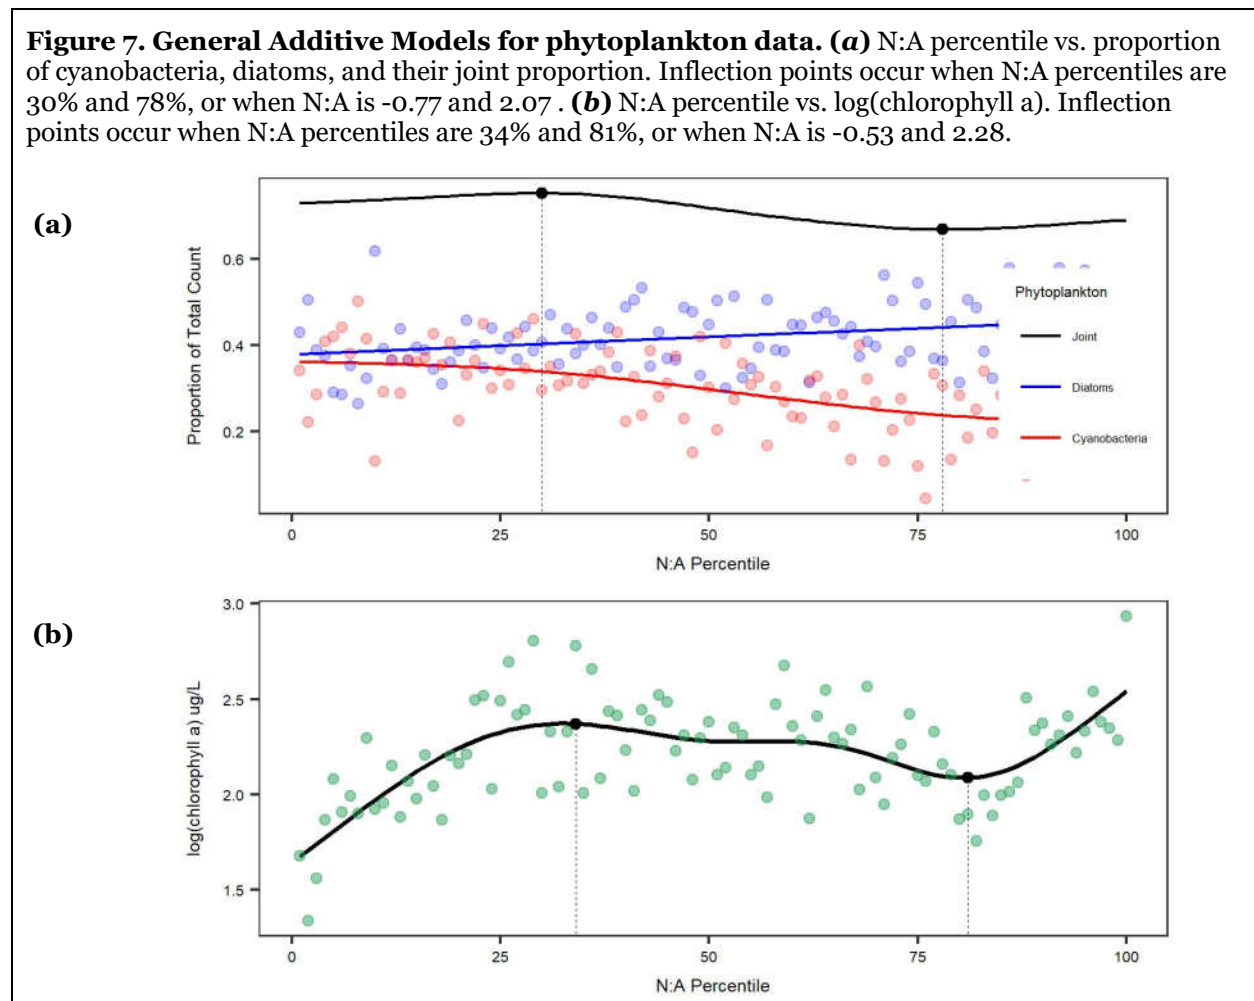 Figure 7. General Additive Models for phytoplankton data. (a) N:A percentile vs. proportion
of cyanobacteria, diatoms, and their joint proportion. Inflection points occur when N:A percentiles are
30% and 78%, or when N:A is -0.77 and 2.07 . (b) N:A percentile vs. log(chlorophyll a). Inflection
points occur when N:A percentiles are 34% and 81%, or when N:A is -0.53 and 2.28.
(a)
Proportion of Total Count
0.6
0.4
0.2
Phytoplankton
Joint
Diatoms
Cyanobacteria
0 25 50 75 100
N:A Percentile
(b)
log(chlorophyll a) ug/L
3.0
2.5
2.0
1.5
0 25 50 75 100
N:A Percentile